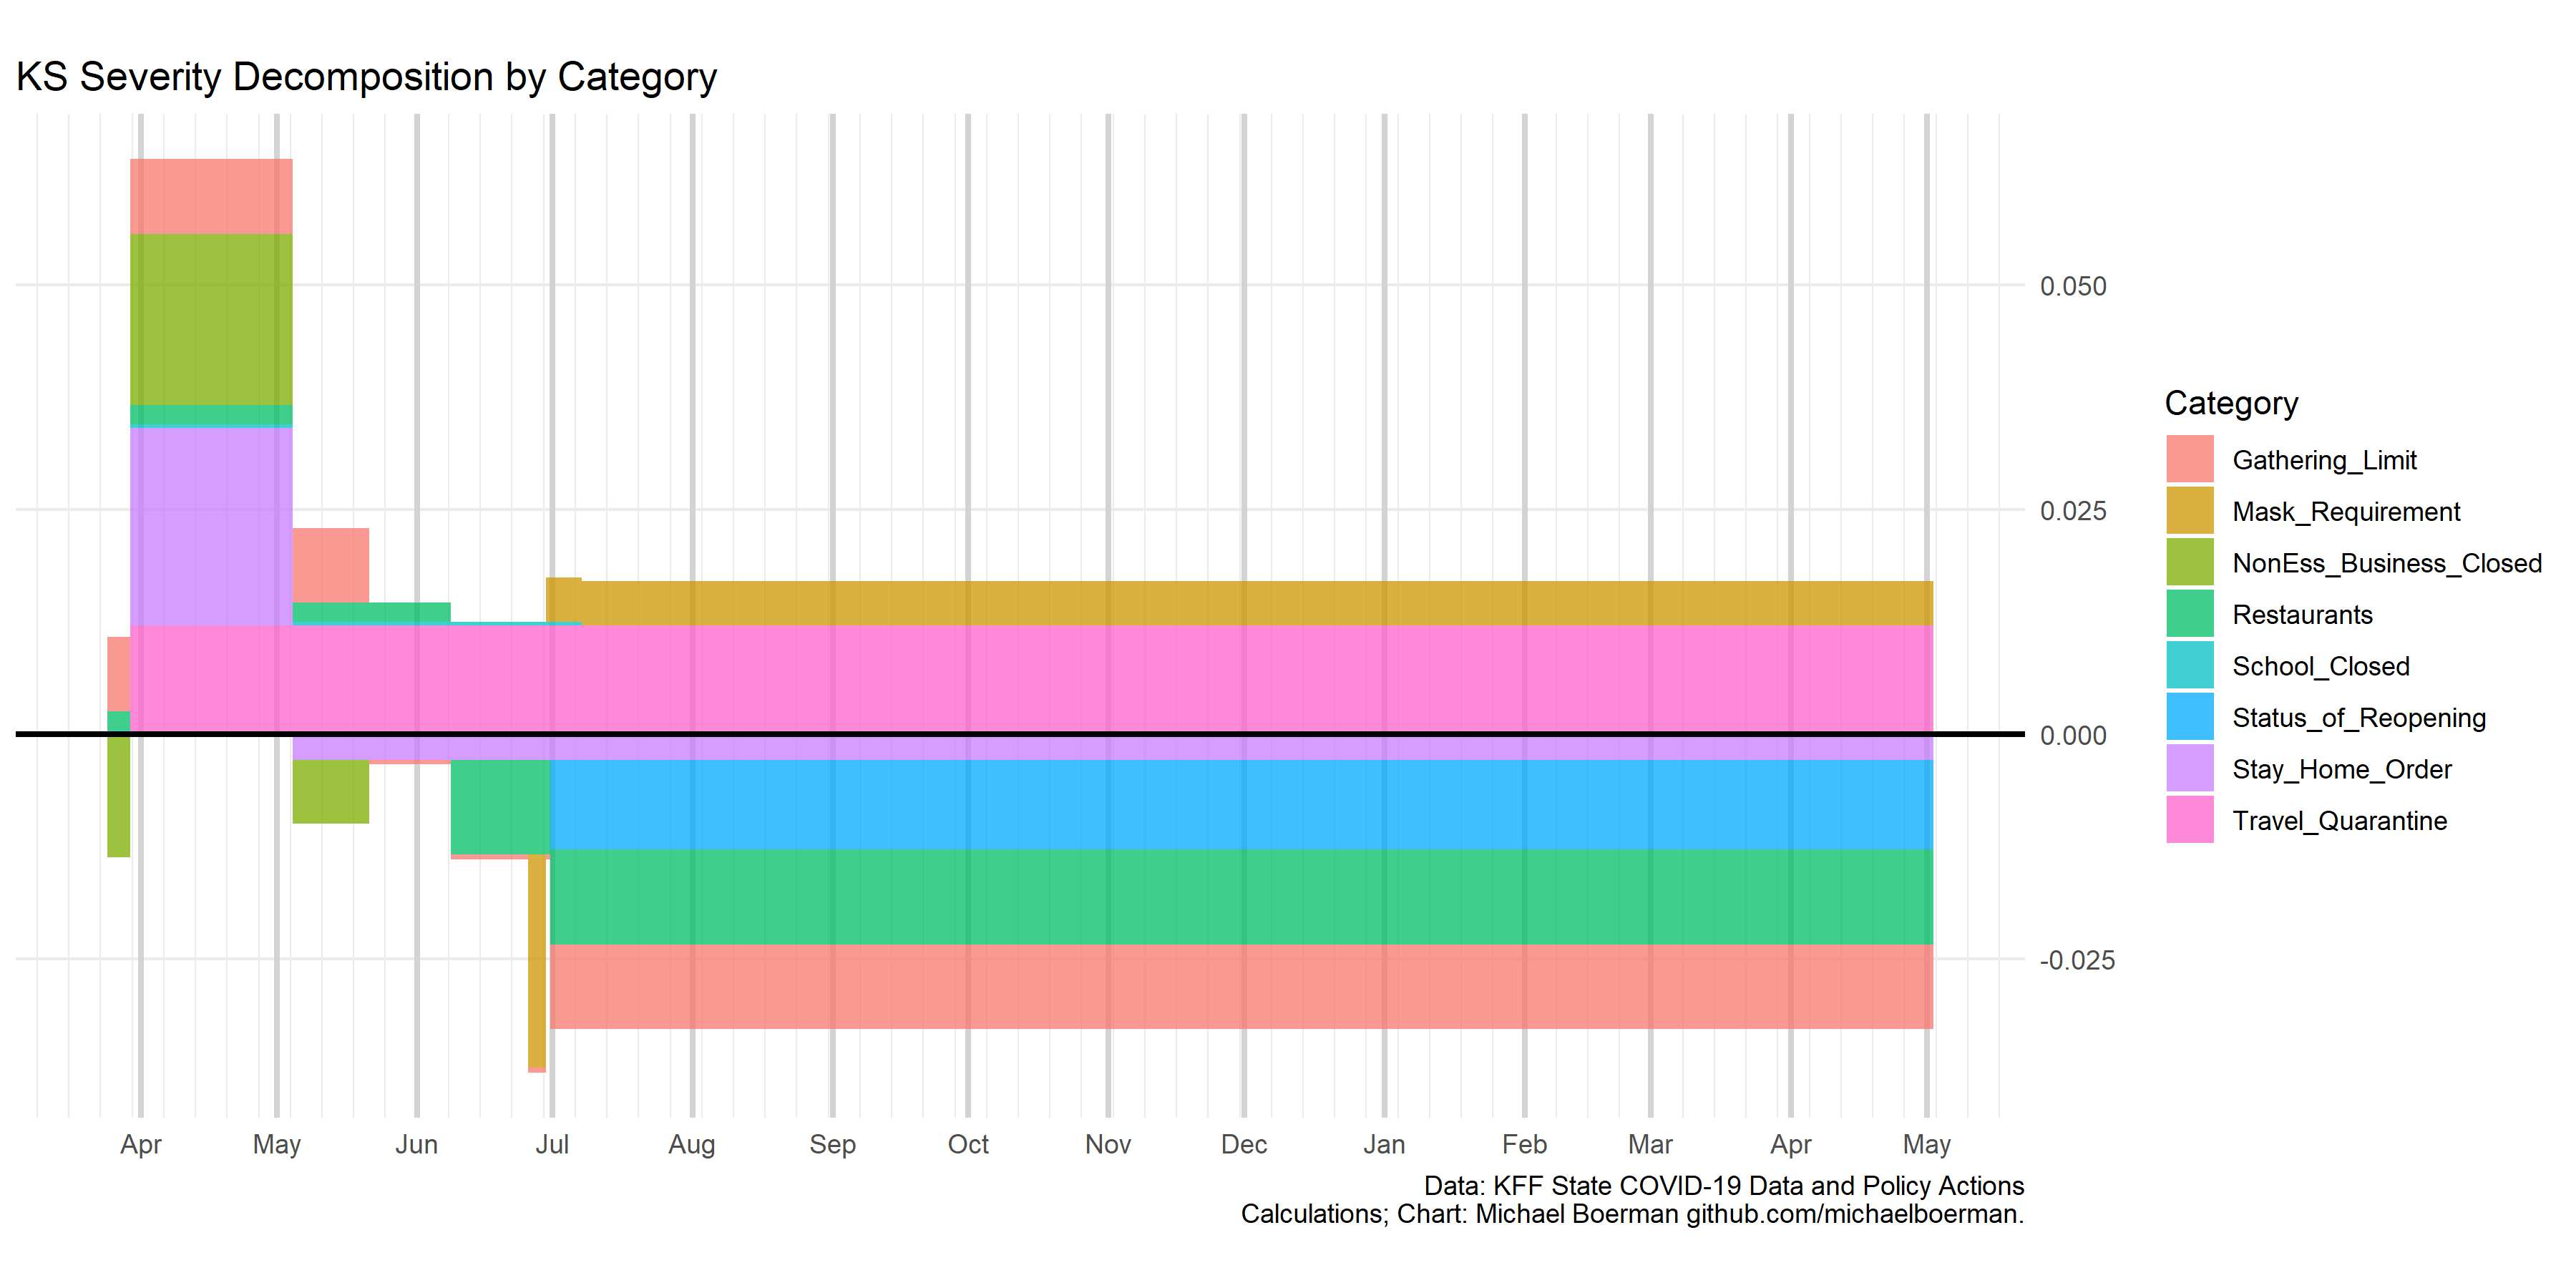 KS Severity Decomposition by Category
0.050
0.025
0.000
-0.025
Apr May Jun Jul Aug Sep Oct Nov Dec Jan Feb Mar Apr May
Category
Gathering_Limit
Mask_Requirement
NonEss_Business_Closed
Restaurants
School_Closed
Status_of_Reopening
Stay_Home_Order
Travel_Quarantine
Data: KFF State COVID-19 Data and Policy Actions
Calculations; Chart: Michael Boerman github.com/michaelboerman.